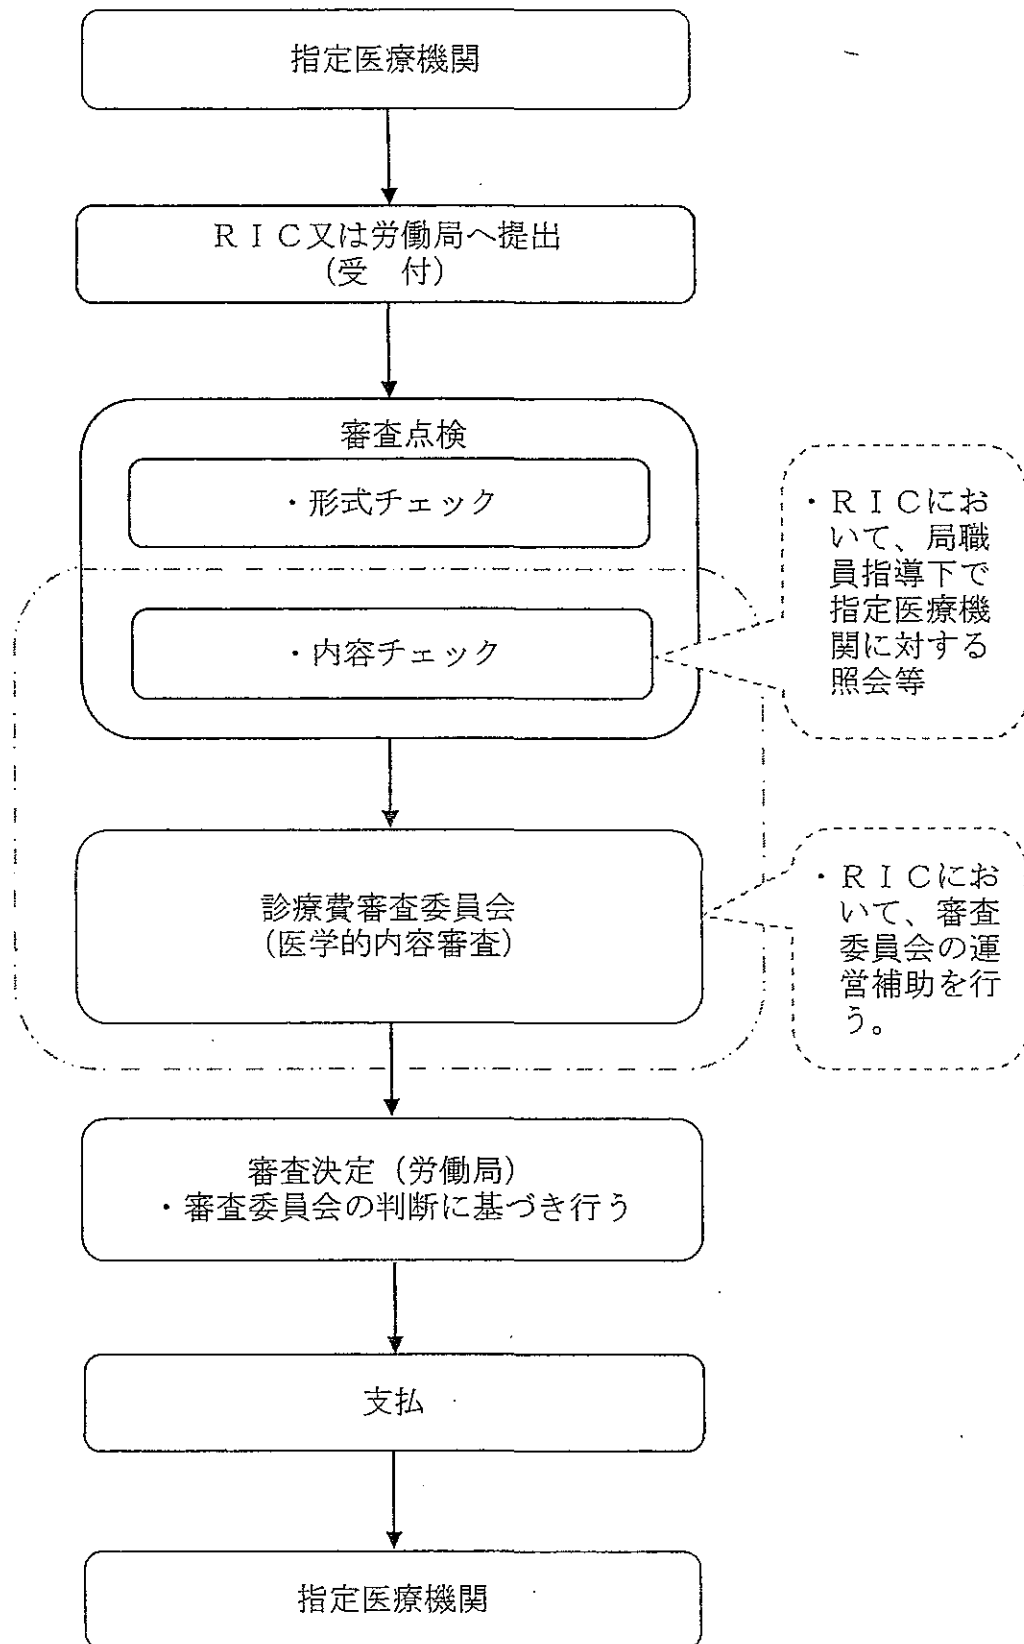 指定医療機関
ＲＩＣ又は労働局へ提出
（受　付）
審査点検
・形式チェック
・内容チェック
・ＲＩＣにお
いて、局職
員指導下で
指定医療機
関に対する
照会等
診療費審査委員会
（医学的内容審査）
・ＲＩＣにお
いて、審査
委員会の運
営補助を行
う。
審査決定（労働局）
・審査委員会の判断に基づき行う
支払
指定医療機関